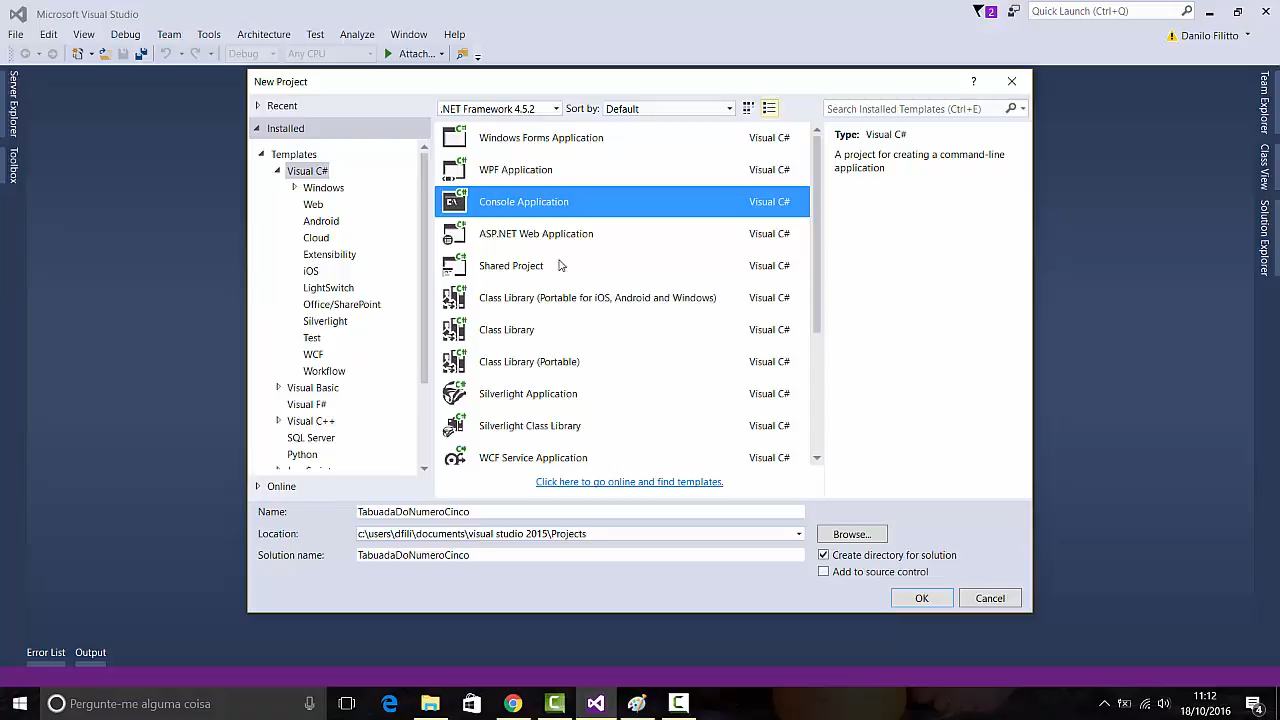 Microsoft Visual Studio
2
Quick Launch (Ctrl+Q)
File Edit View Debug Team Tools Architecture Test Analyze Window Help
Danilo Filitto
Debug Any CPU Attach...
Server Explorer
Toolbox
Team Explorer
Class View
Solution Explorer
New Project
?
Recent
.NET Framework 4.5.2 Sort by: Default
Search Installed Templates (Ctrl+E)
Installed
Templates
Visual C#
Windows
Web
Android
Cloud
Extensibility
iOS
LightSwitch
Office/SharePoint
Silverlight
Test
WCF
Workflow
Visual Basic
Visual F#
Visual C++
SQL Server
Python
Online
Windows Forms Application Visual C#
WPF Application Visual C#
Console Application Visual C#
ASP.NET Web Application Visual C#
Shared Project Visual C#
Class Library (Portable for iOS, Android and Windows) Visual C#
Class Library Visual C#
Class Library (Portable) Visual C#
Silverlight Application Visual C#
Silverlight Class Library Visual C#
WCF Service Application Visual C#
Click here to go online and find templates.
Type: Visual C#
A project for creating a command-line
application
Name: TabuadaDoNumeroCinco
Location: c:\users\dfili\documents\visual studio 2015\Projects
Browse...
Solution name: TabuadaDoNumeroCinco
Create directory for solution
Add to source control
OK Cancel
Error List Output
Pergunte-me alguma coisa
11:12
18/10/2016
4